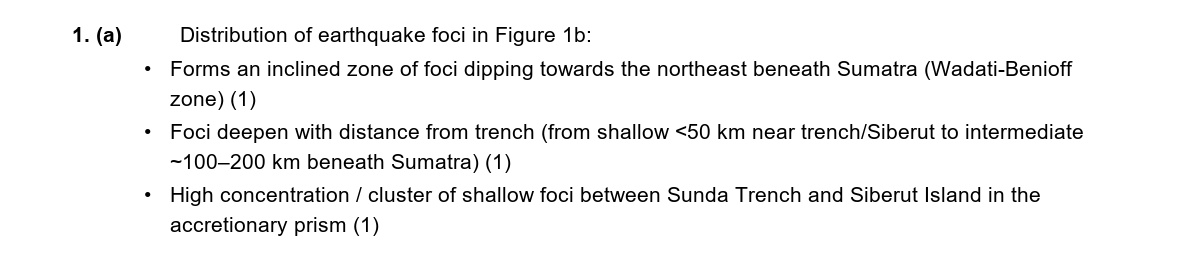 1. (a) Distribution of earthquake foci in Figure 1b:
• Forms an inclined zone of foci dipping towards the northeast beneath Sumatra (Wadati-Benioff
zone) (1)
• Foci deepen with distance from trench (from shallow <50 km near trench/Siberut to intermediate
~100–200 km beneath Sumatra) (1)
• High concentration / cluster of shallow foci between Sunda Trench and Siberut Island in the
accretionary prism (1)